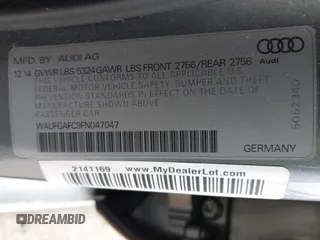 MFD. BY AUDI AG
12.14 GVWR LBS 5324 GAWR LBS FRONT 2756/REAR 2756
THIS VEHICLE CONFORMS TO ALL APPLICABLE FEDERAL
MOTOR VEHICLE SAFETY-, BUMPER- AND THEFT
PREVENTION STANDARDS IN EFFECT ON THE DATE OF
MANUFACTURE SHOWN ABOVE.
PASSENGER CAR
WAUFGAFC9FN047047
Audi
5092340
GERMANY
2141169
www.MyDealerLot.com
DREAMBID